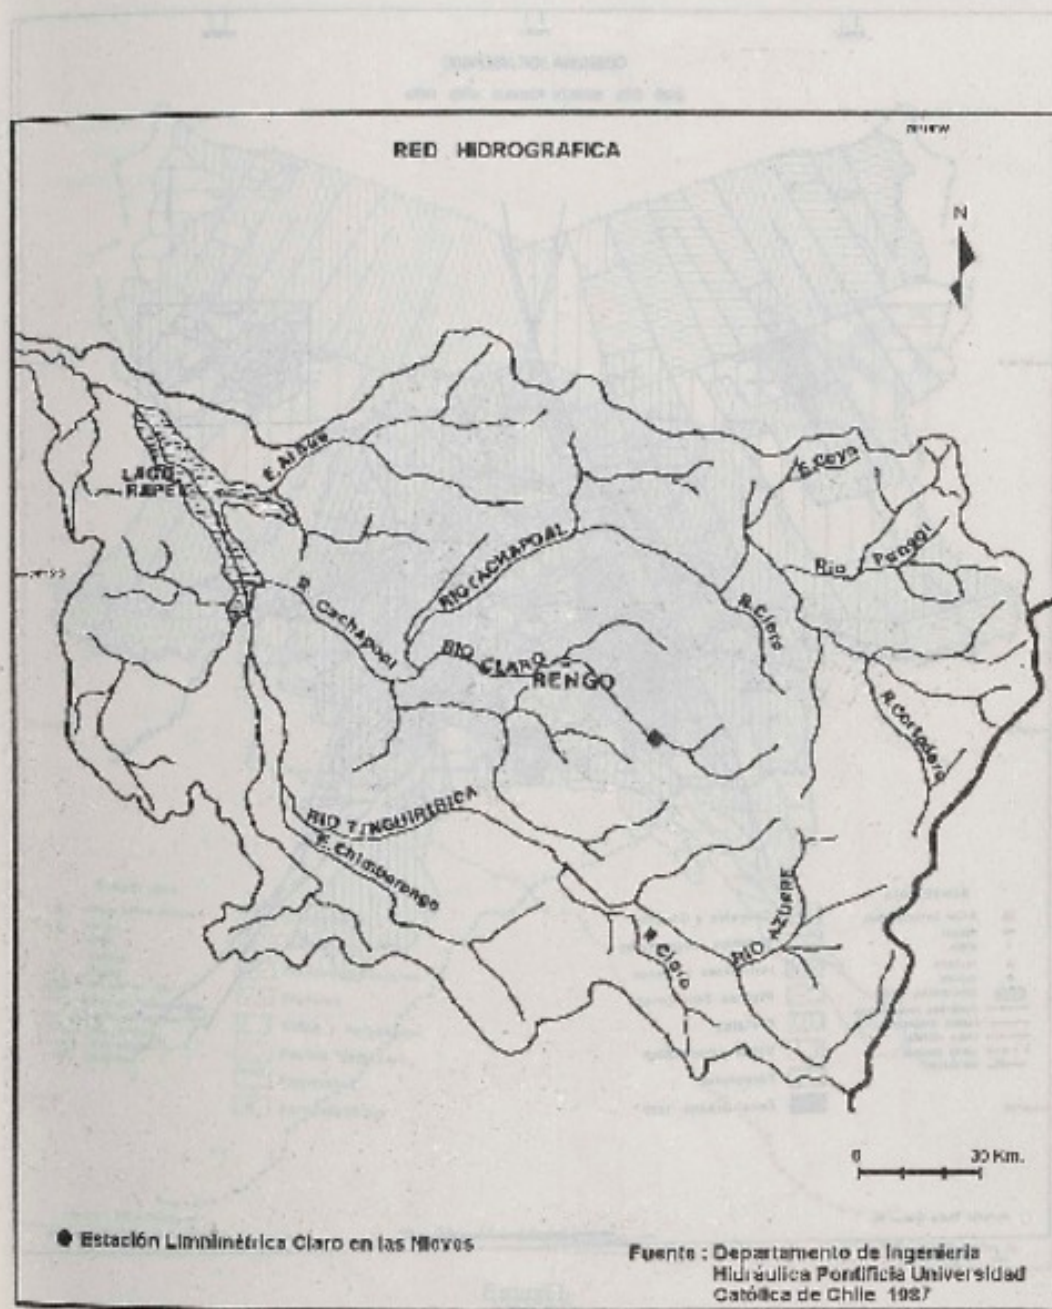 RED HIDROGRAFICA
N
E. Alhué
LAGO
RAPEL
E. Coya
RIO CACHAPOAL
Rio Pangal
R. Cachapoal
R. Claro
RIO CLARO
RENGO
R. Cortadero
RIO TINGUIRIRICA
E. Chimbarongo
RIO AZUFRE
R. Claro
0 30 Km.
Estación Limnimétrica Claro en las Nieves
Fuente : Departamento de Ingeniería
Hidráulica Pontificia Universidad
Católica de Chile 1987